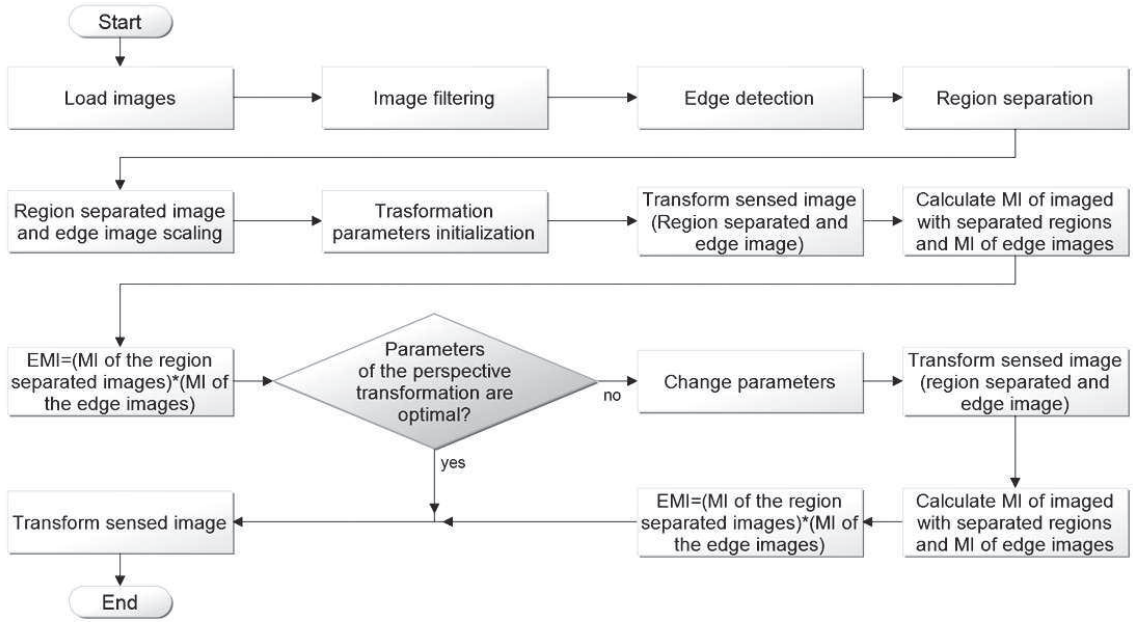 Start
Load images
Image filtering
Edge detection
Region separation
Region separated image
and edge image scaling
Trasformation
parameters initialization
Transform sensed image
(Region separated and
edge image)
Calculate MI of imaged
with separated regions
and MI of edge images
EMI=(MI of the region
separated images)*(MI of
the edge images)
Parameters
of the perspective
transformation are
optimal?
no
yes
Change parameters
Transform sensed image
(region separated and
edge image)
Calculate MI of imaged
with separated regions
and MI of edge images
EMI=(MI of the region
separated images)*(MI of
the edge images)
Transform sensed image
End